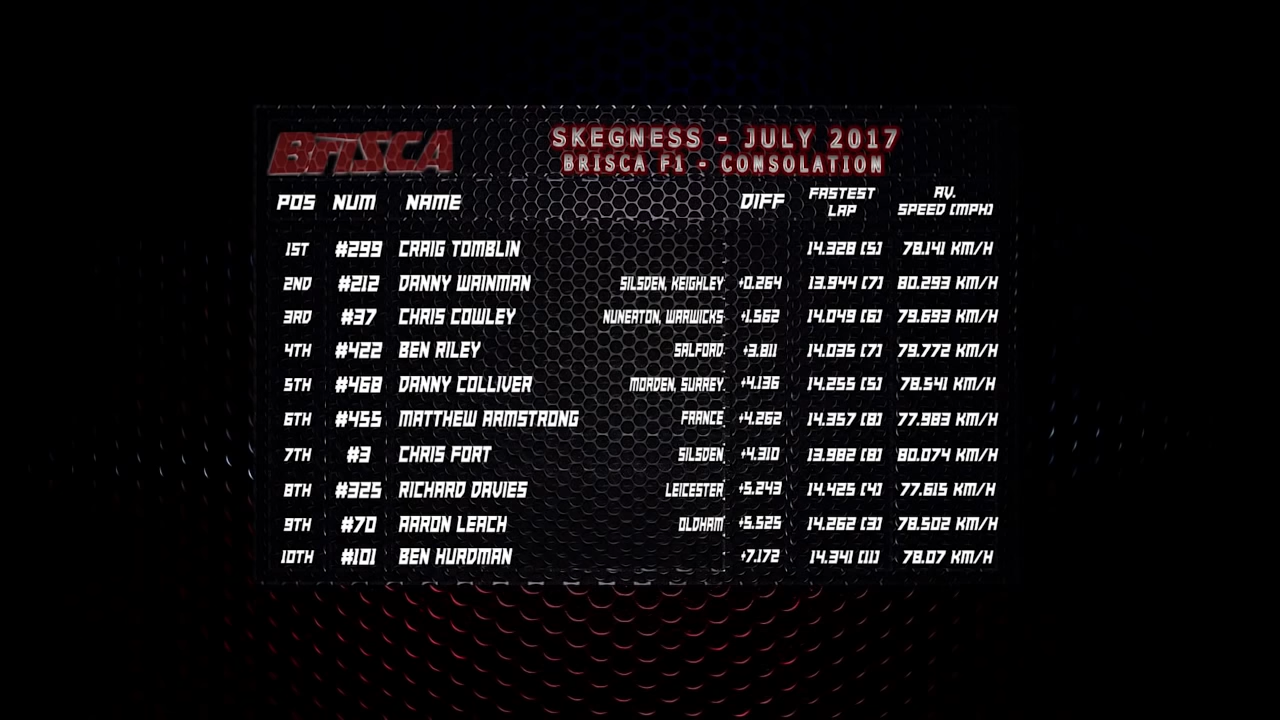 BRISCA
SKEGNESS - JULY 2017
BRISCA F1 - CONSOLATION
POS NUM NAME DIFF FASTEST LAP AV. SPEED (MPH)
1ST #299 CRAIG TOMBLIN 14.328 (5) 78.141 KM/H
2ND #212 DANNY WAINMAN SILSDEN, KEIGHLEY +0.264 13.944 (7) 80.293 KM/H
3RD #37 CHRIS COWLEY NUNEATON, WARWICKS +1.562 14.049 (6) 79.693 KM/H
4TH #422 BEN RILEY SALFORD +3.811 14.035 (7) 79.772 KM/H
5TH #468 DANNY COLLIVER MORDEN, SURREY +4.136 14.255 (5) 78.541 KM/H
6TH #455 MATTHEW ARMSTRONG FRANCE +4.262 14.357 (8) 77.983 KM/H
7TH #3 CHRIS FORT SILSDEN +4.310 13.982 (8) 80.074 KM/H
8TH #325 RICHARD DAVIES LEICESTER +5.243 14.425 (4) 77.615 KM/H
9TH #70 AARON LEACH OLDHAM +5.525 14.262 (3) 78.502 KM/H
10TH #101 BEN HURDMAN +7.172 14.341 (11) 78.07 KM/H